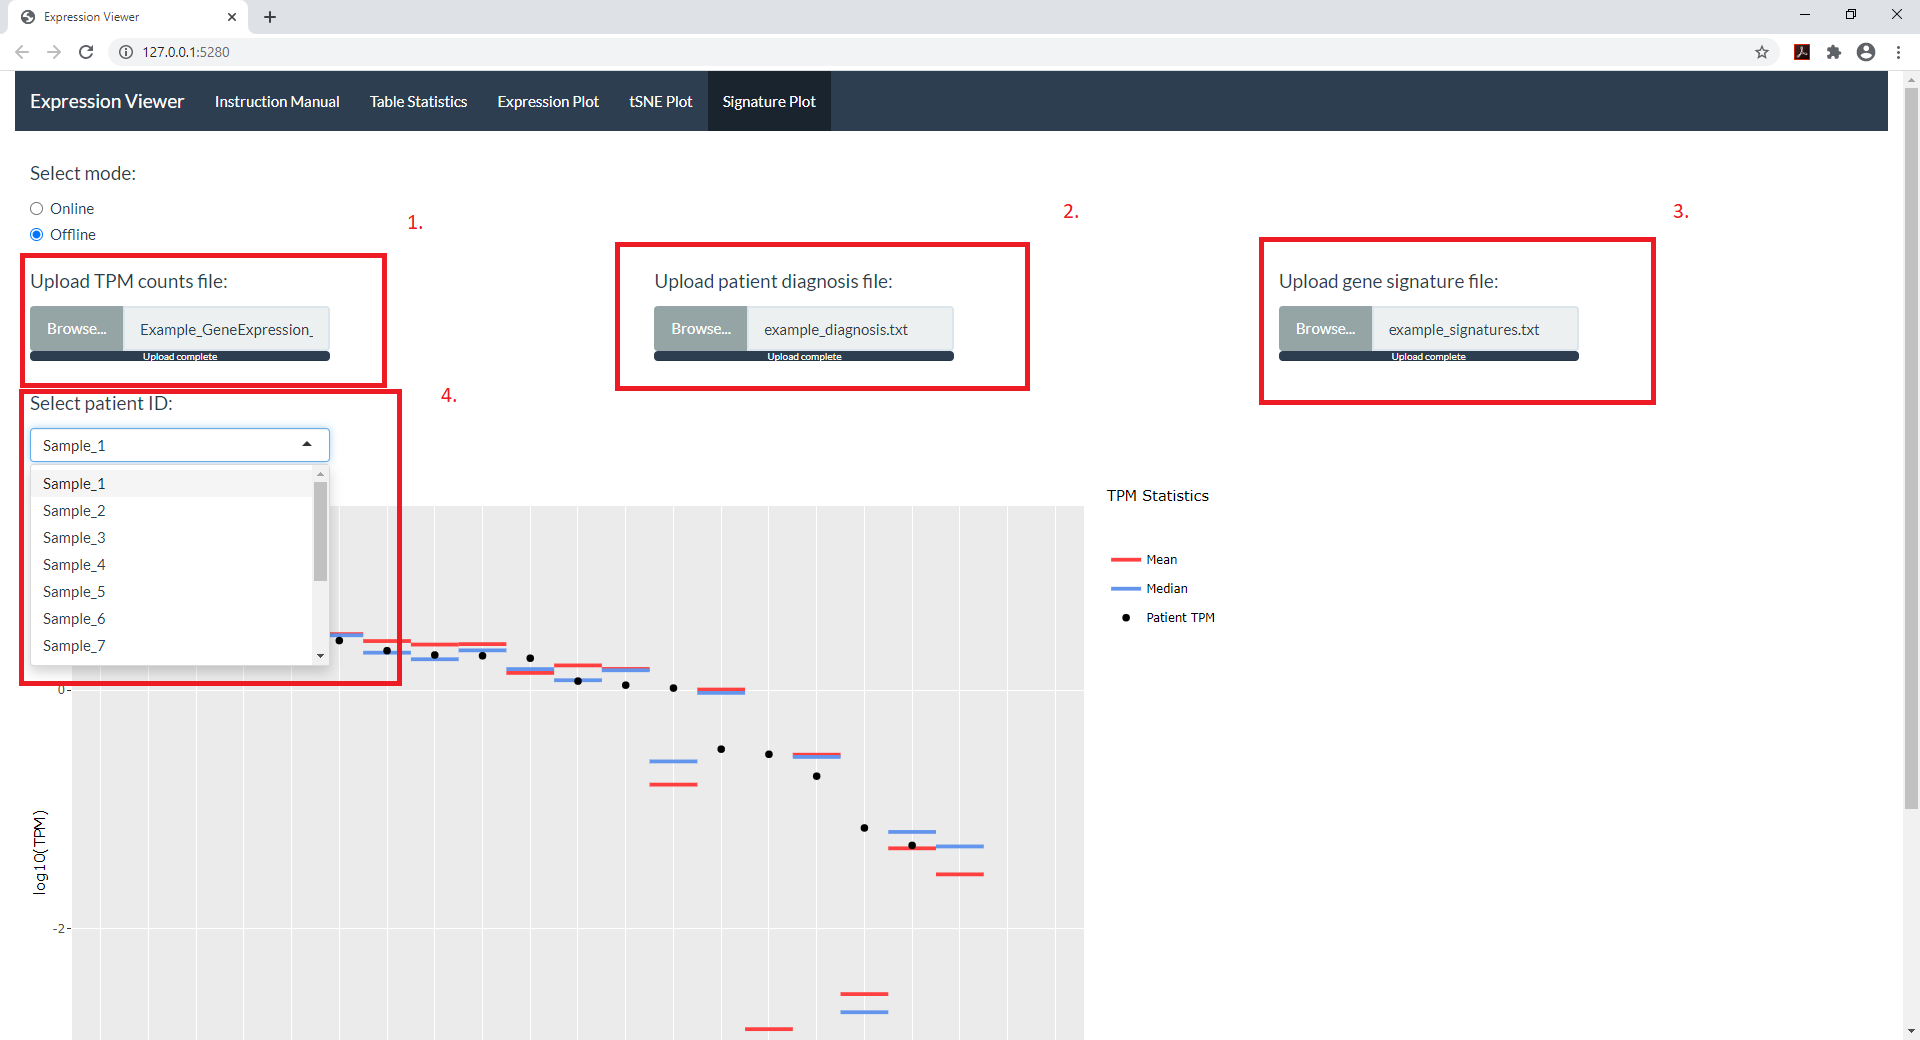 Expression Viewer
127.0.0.1:5280
Expression Viewer Instruction Manual Table Statistics Expression Plot tSNE Plot Signature Plot
Select mode:
Online
Offline
1.
2.
3.
Upload TPM counts file:
Browse... Example_GeneExpression_
Upload complete
Upload patient diagnosis file:
Browse... example_diagnosis.txt
Upload complete
Upload gene signature file:
Browse... example_signatures.txt
Upload complete
4.
Select patient ID:
Sample_1
Sample_1
Sample_2
Sample_3
Sample_4
Sample_5
Sample_6
Sample_7
TPM Statistics
Mean
Median
Patient TPM
0
log10(TPM)
-2